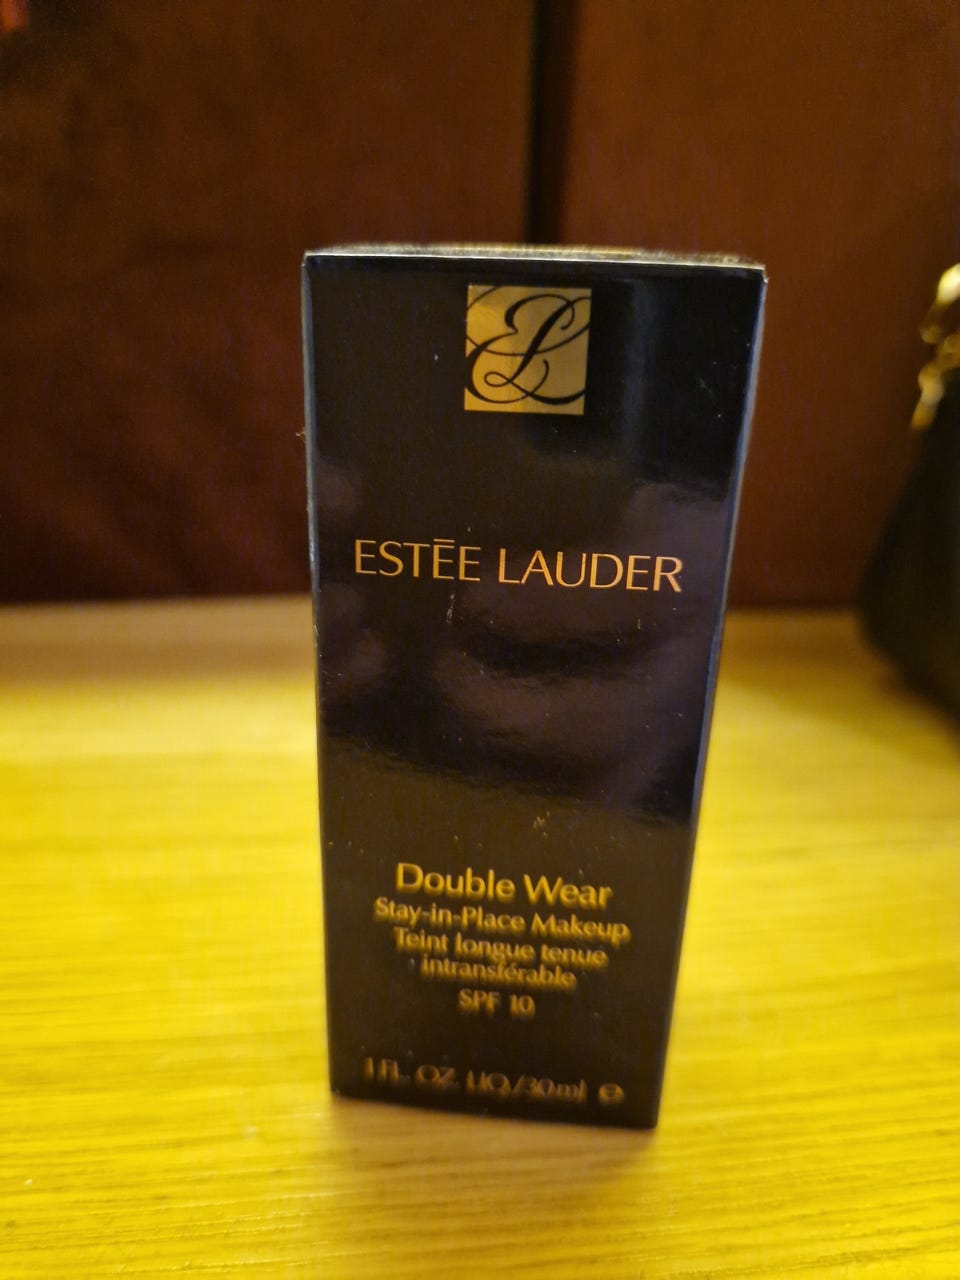 EL
ESTĒE LAUDER
Double Wear
Stay-in-Place Makeup
Teint longue tenue
intransférable
SPF 10
1 FL. OZ. LIQ./30ml ℮